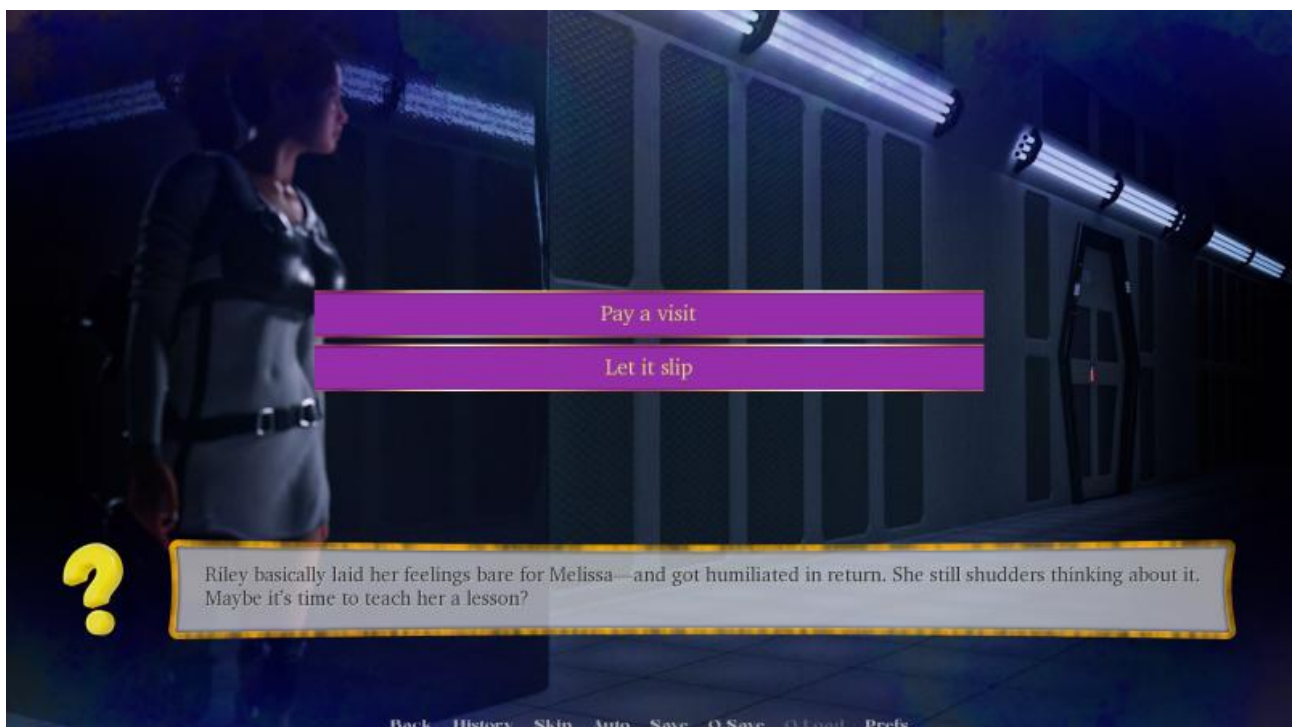 Pay a visit
Let it slip
Riley basically laid her feelings bare for Melissa—and got humiliated in return. She still shudders thinking about it.
Maybe it's time to teach her a lesson?
Back History Skip Auto Save Q.Save Q.Load Prefs